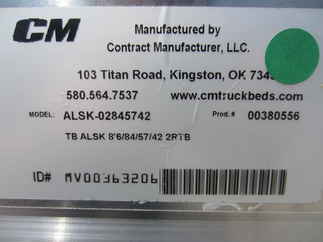 CM
Manufactured by
Contract Manufacturer, LLC.
103 Titan Road, Kingston, OK
580.564.7537 www.cmtruckbeds.com
MODEL: ALSK-02845742 Prod. # 00380556
TB ALSK 8'6/84/57/42 2RTB
ID# MV00363206